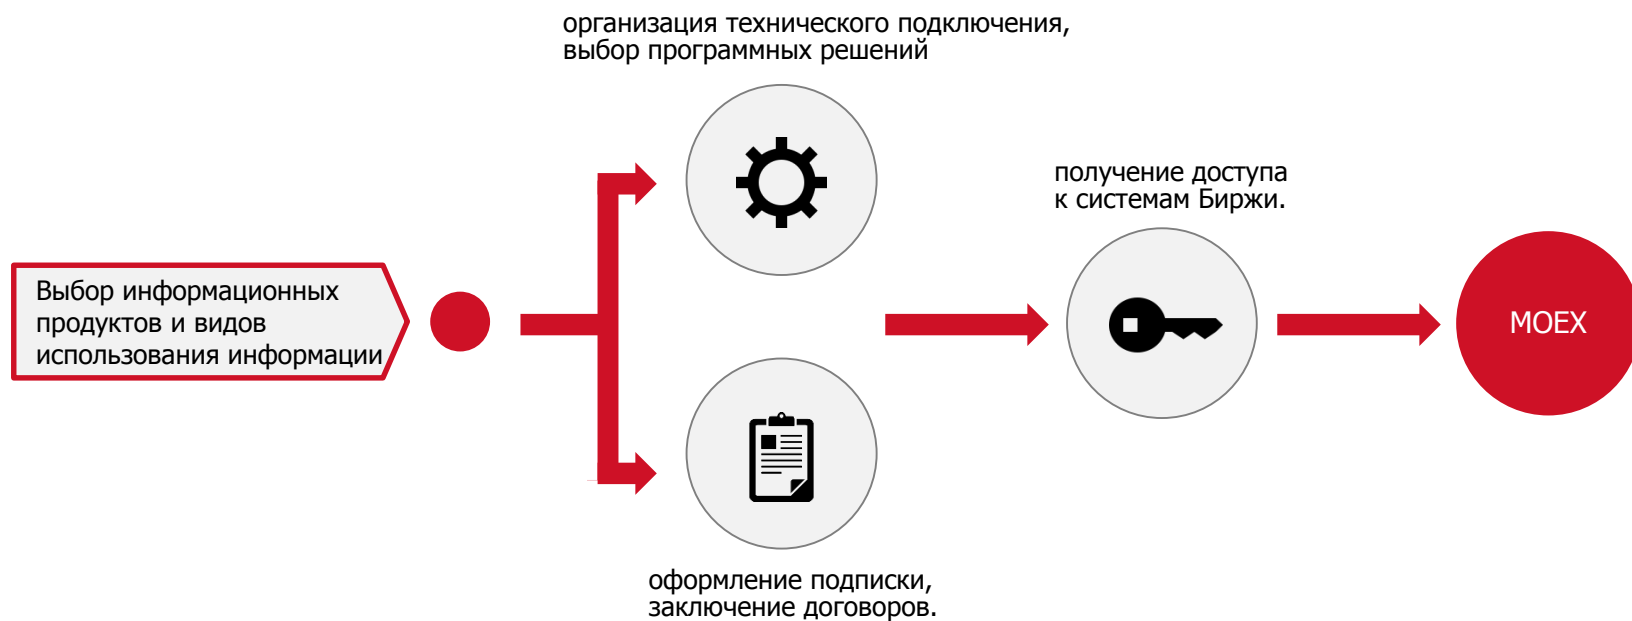 организация технического подключения,
выбор программных решений
получение доступа
к системам Биржи.
Выбор информационных
продуктов и видов
использования информации
MOEX
оформление подписки,
заключение договоров.